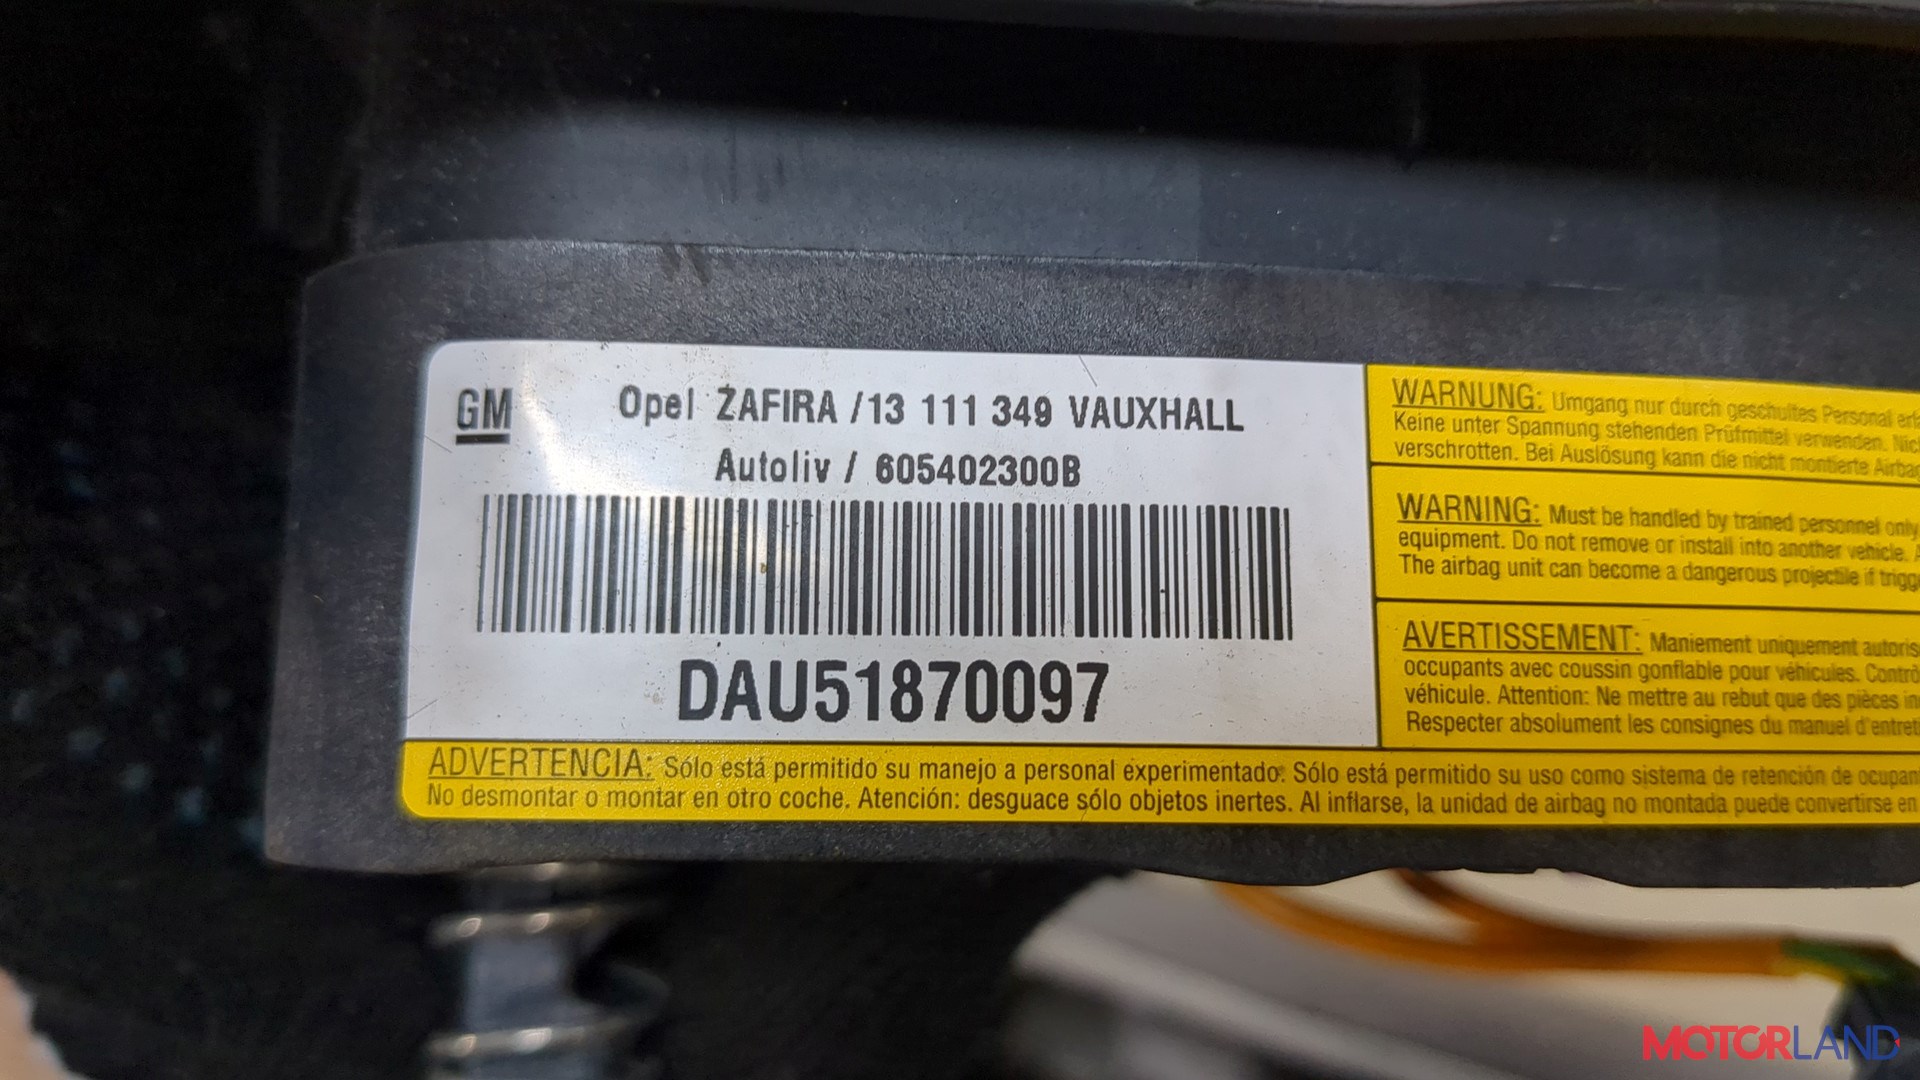 GM
Opel ZAFIRA /13 111 349 VAUXHALL
Autoliv / 605402300B
DAU51870097
WARNUNG: Umgang nur durch geschultes Personal
Keine unter Spannung stehenden Prüfmittel verwenden.
verschrotten. Bei Auslösung kann die nicht montierte
WARNING: Must be handled by trained personnel only
equipment. Do not remove or install into another vehicle.
The airbag unit can become a dangerous projectile if
AVERTISSEMENT: Maniement uniquement
occupants avec coussin gonflable pour véhicules.
véhicule. Attention: Ne mettre au rebut que des pièces
Respecter absolument les consignes du manuel
ADVERTENCIA: Sólo está permitido su manejo a personal experimentado. Sólo está permitido su uso como sistema de retención de
No desmontar o montar en otro coche. Atención: desguace sólo objetos inertes. Al inflarse, la unidad de airbag no montada puede convertirse en
MOTORLAND